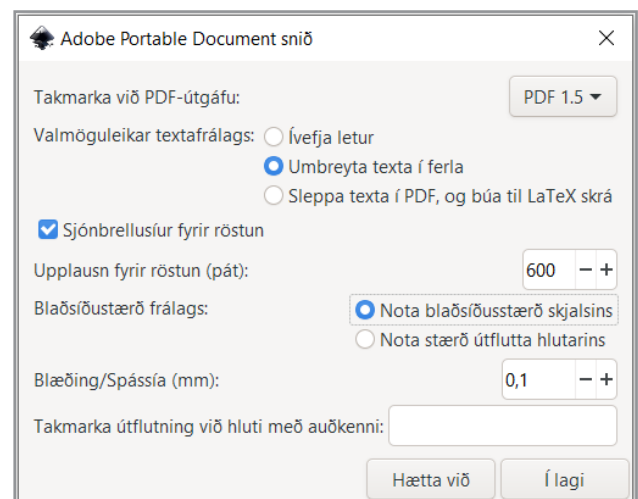 Adobe Portable Document snið
Takmarka við PDF-útgáfu: PDF 1.5
Valmöguleikar textafrálags: Ívefja letur
Umbreyta texta í ferla
Sleppa texta í PDF, og búa til LaTeX skrá
Sjónbrellusíur fyrir röstun
Upplausn fyrir röstun (pát): 600
Blaðsíðustærð frálags: Nota blaðsíðusstærð skjalsins
Nota stærð útflutta hlutarins
Blæðing/Spássía (mm): 0,1
Takmarka útflutning við hluti með auðkenni:
Hætta við Í lagi